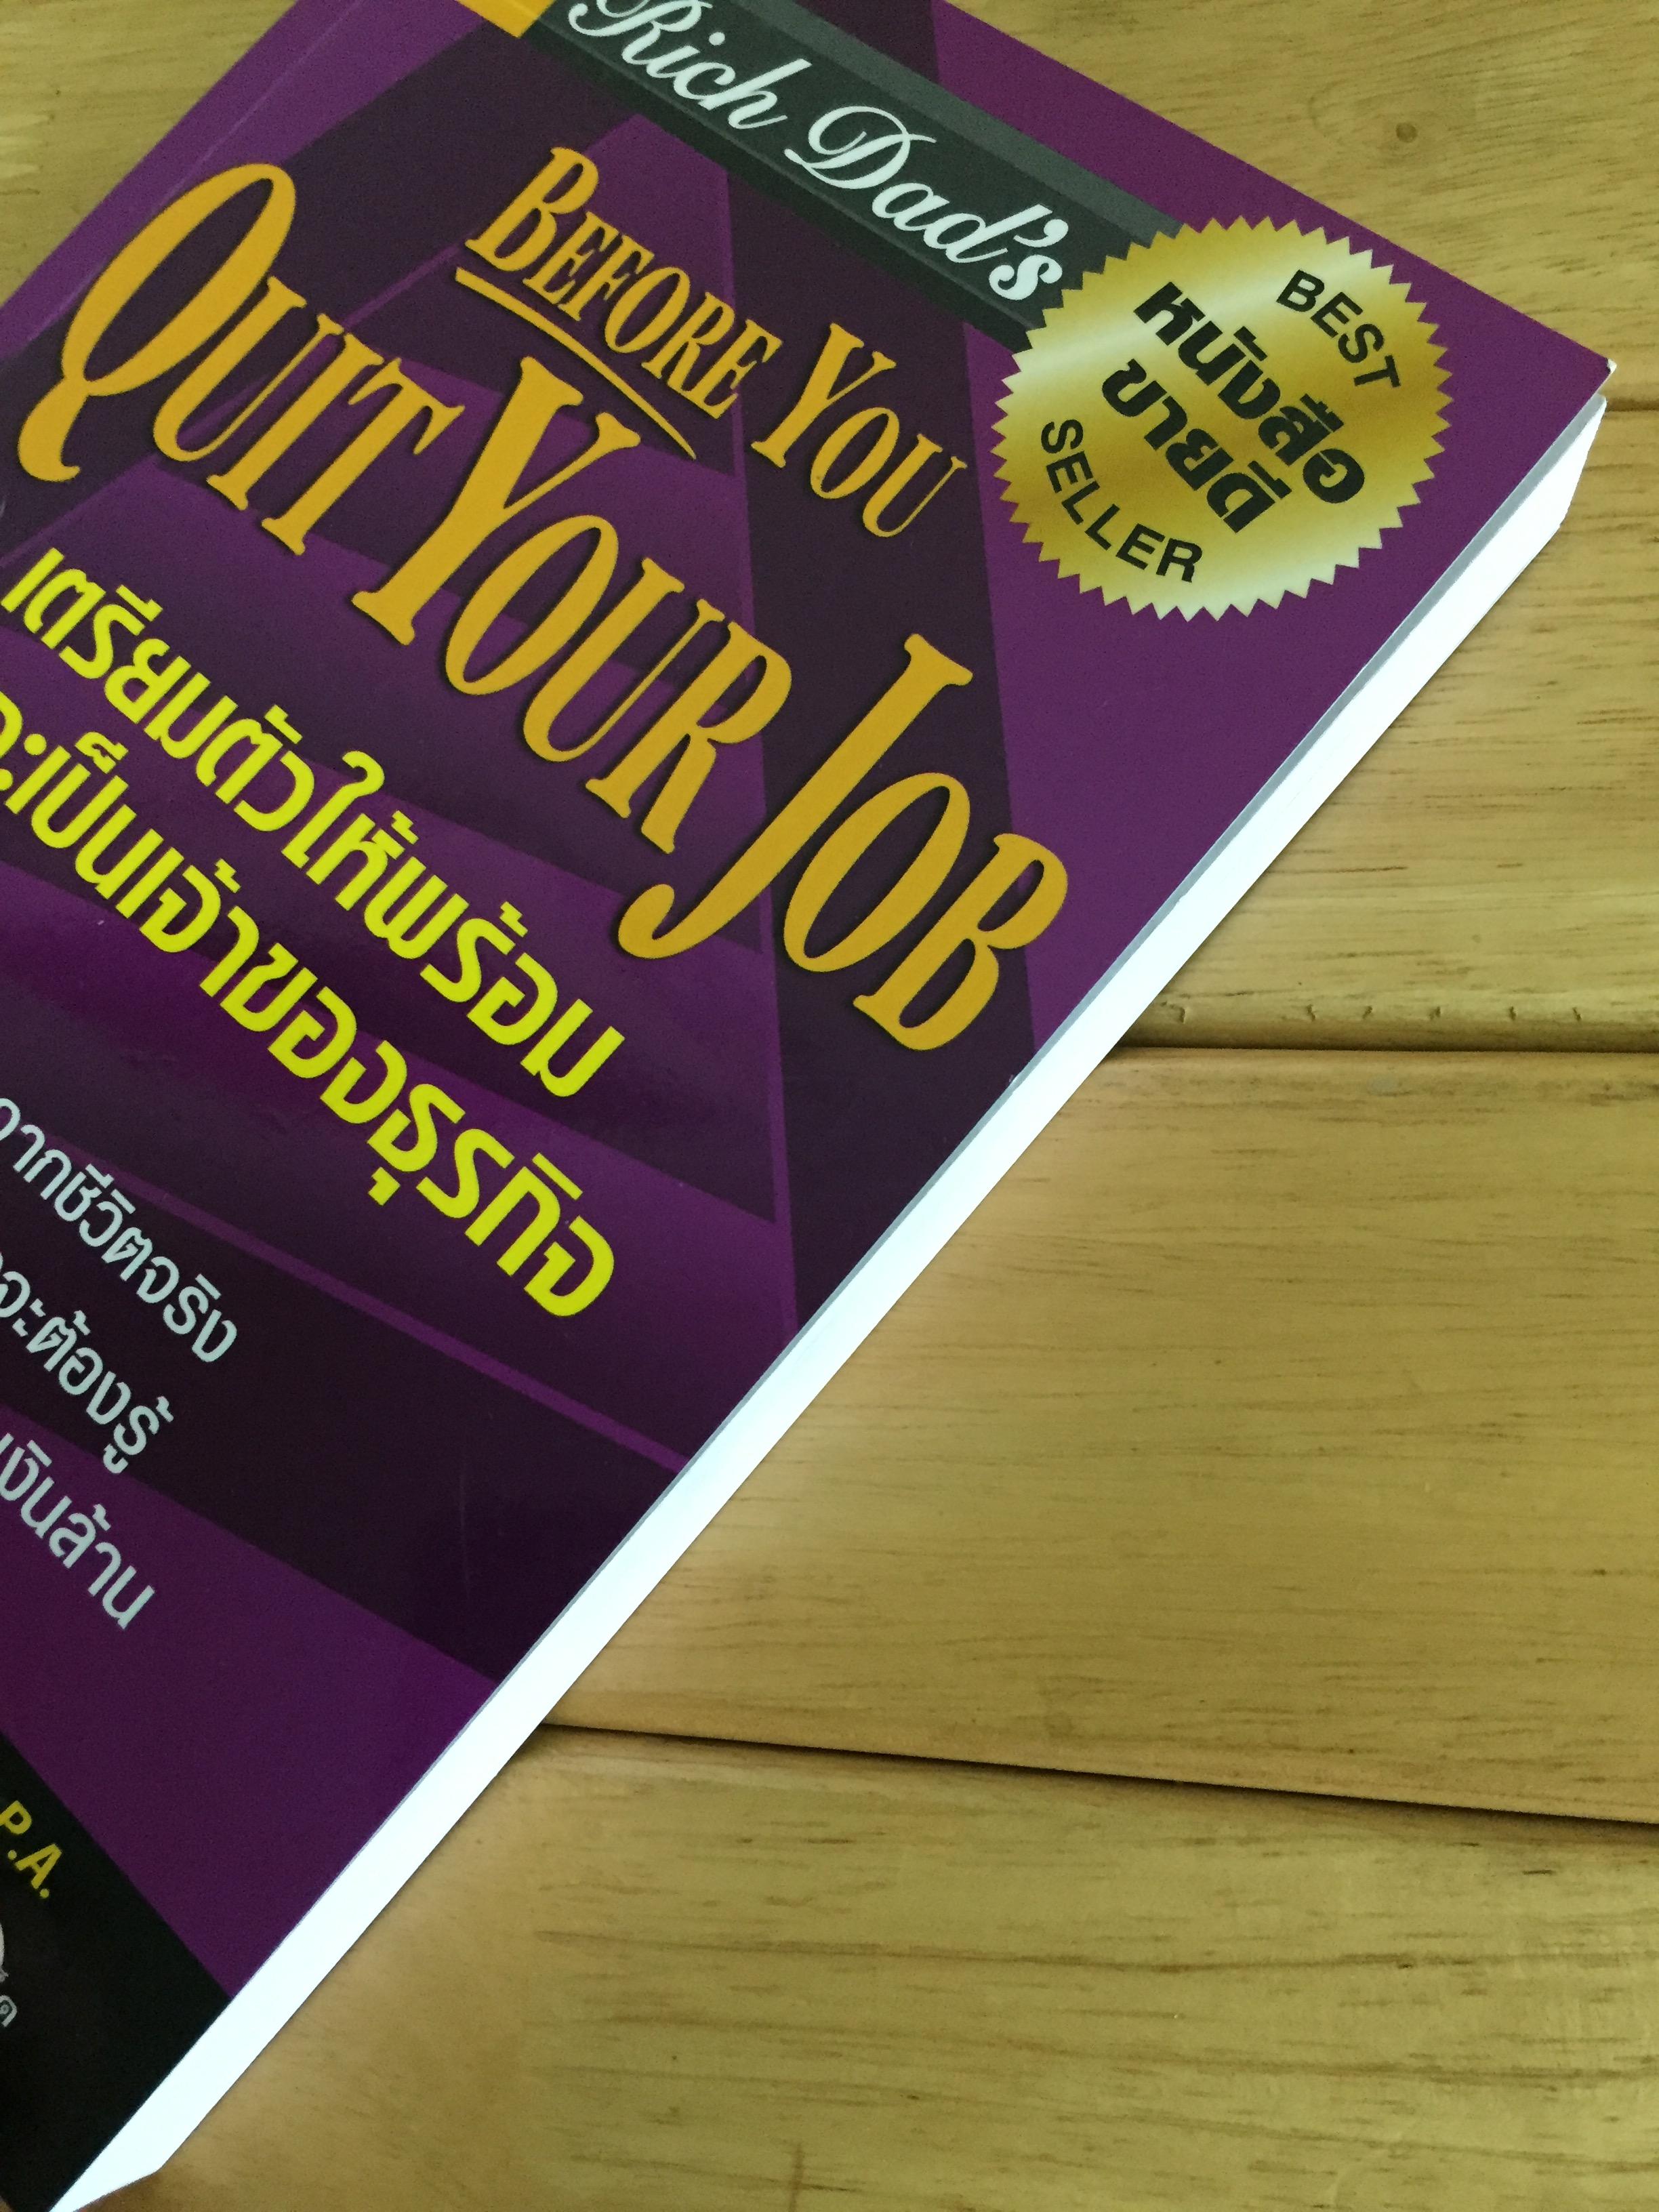 Rich Dad's
BEST
หนังสือ
ขายดี
SELLER
BEFORE YOU
QUIT YOUR JOB
เตรียมตัวให้พร้อม
เป็นเจ้าของธุรกิจ
จากชีวิตจริง
จะต้องรู้
เงินล้าน
P.A.